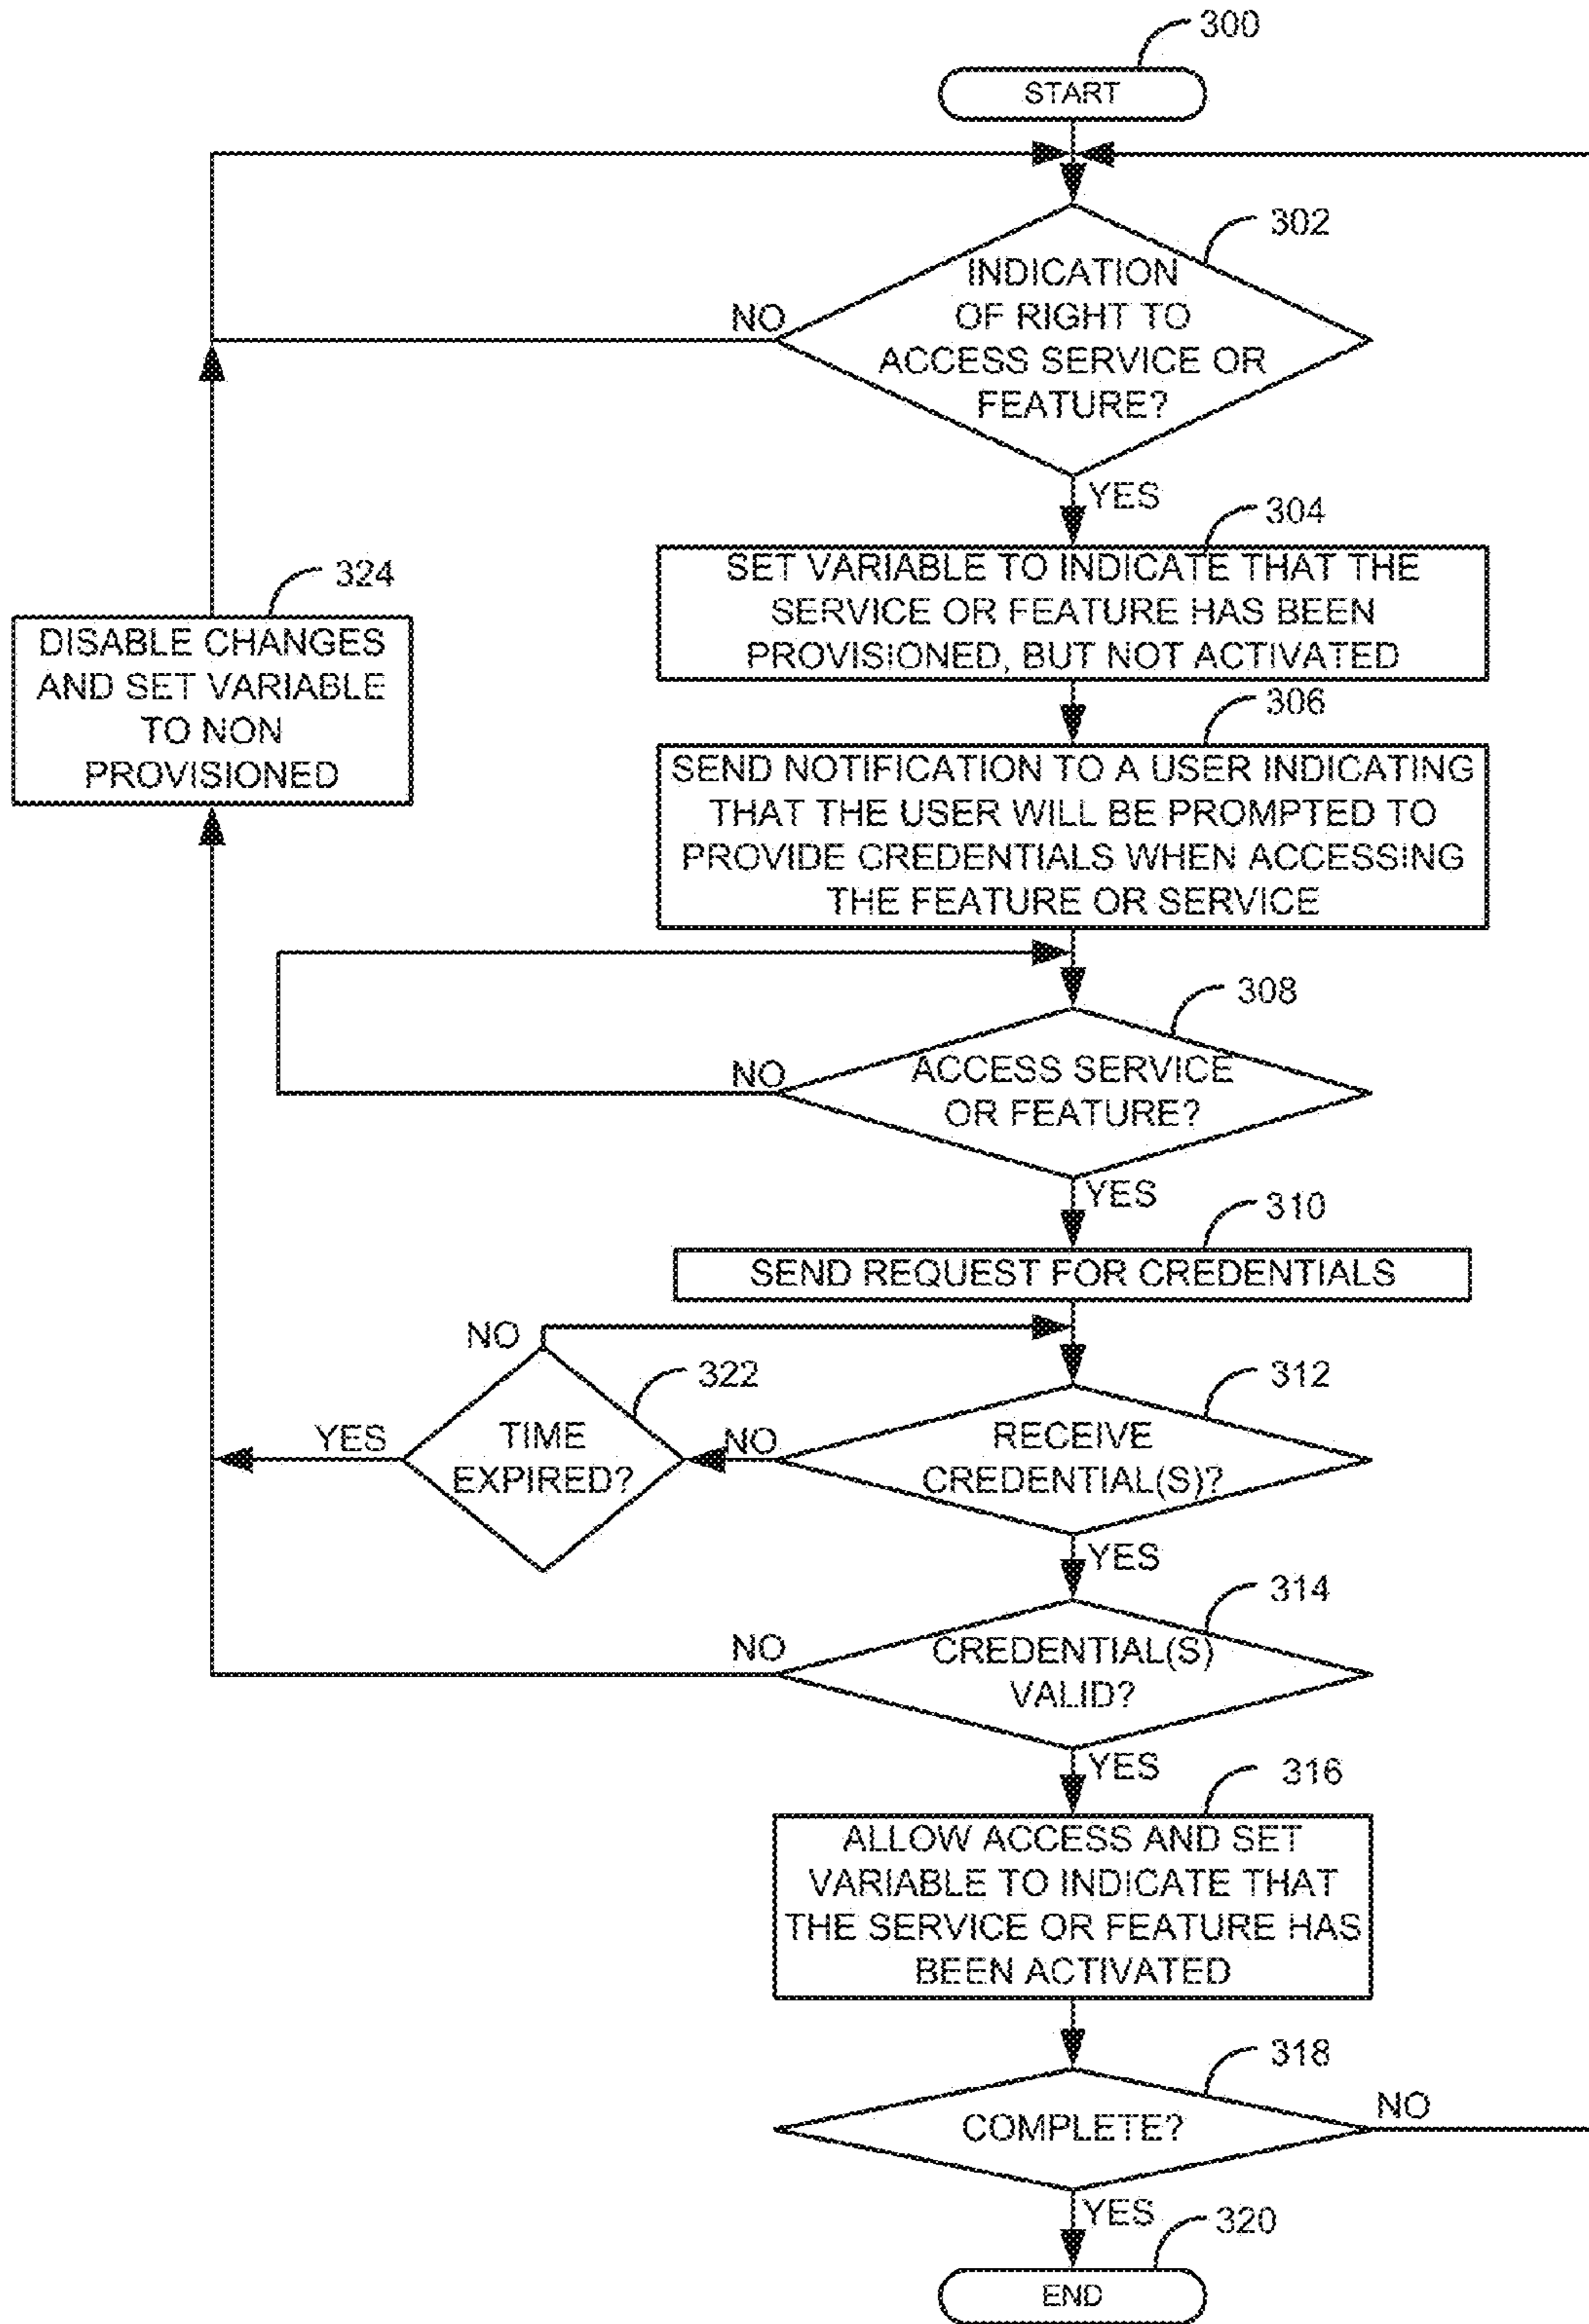 300
START
302
INDICATION
OF RIGHT TO
ACCESS SERVICE OR
FEATURE?
NO
YES
304
SET VARIABLE TO INDICATE THAT THE
SERVICE OR FEATURE HAS BEEN
PROVISIONED, BUT NOT ACTIVATED
324
DISABLE CHANGES
AND SET VARIABLE
TO NON
PROVISIONED
306
SEND NOTIFICATION TO A USER INDICATING
THAT THE USER WILL BE PROMPTED TO
PROVIDE CREDENTIALS WHEN ACCESSING
THE FEATURE OR SERVICE
308
ACCESS SERVICE
OR FEATURE?
NO
YES
310
SEND REQUEST FOR CREDENTIALS
NO
322
TIME
EXPIRED?
YES
NO
312
RECEIVE
CREDENTIAL(S)?
YES
314
CREDENTIAL(S)
VALID?
NO
YES
316
ALLOW ACCESS AND SET
VARIABLE TO INDICATE THAT
THE SERVICE OR FEATURE HAS
BEEN ACTIVATED
318
COMPLETE?
NO
YES
320
END